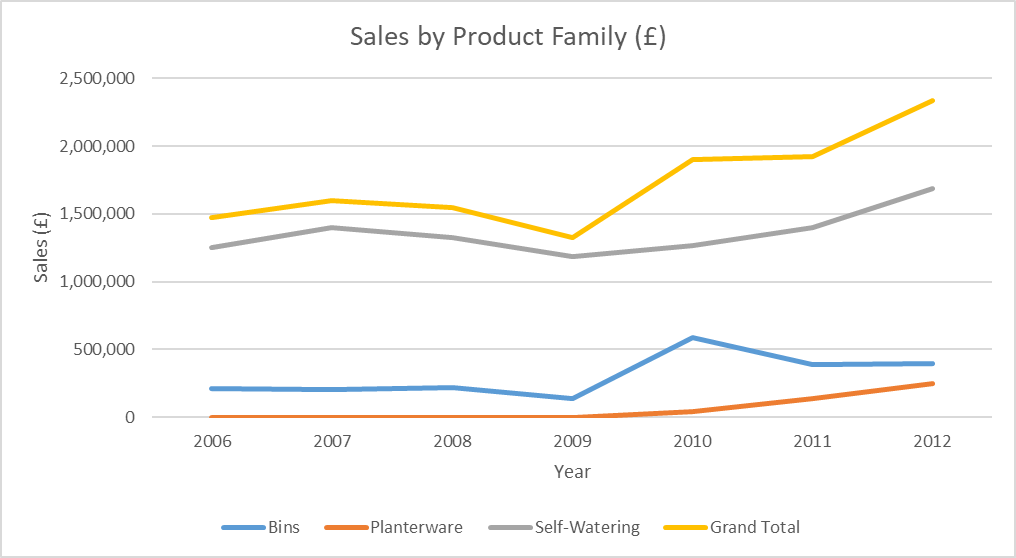 Sales by Product Family (£)
2,500,000
2,000,000
1,500,000
1,000,000
500,000
0
Sales (£)
2006 2007 2008 2009 2010 2011 2012
Year
Bins Planterware Self-Watering Grand Total